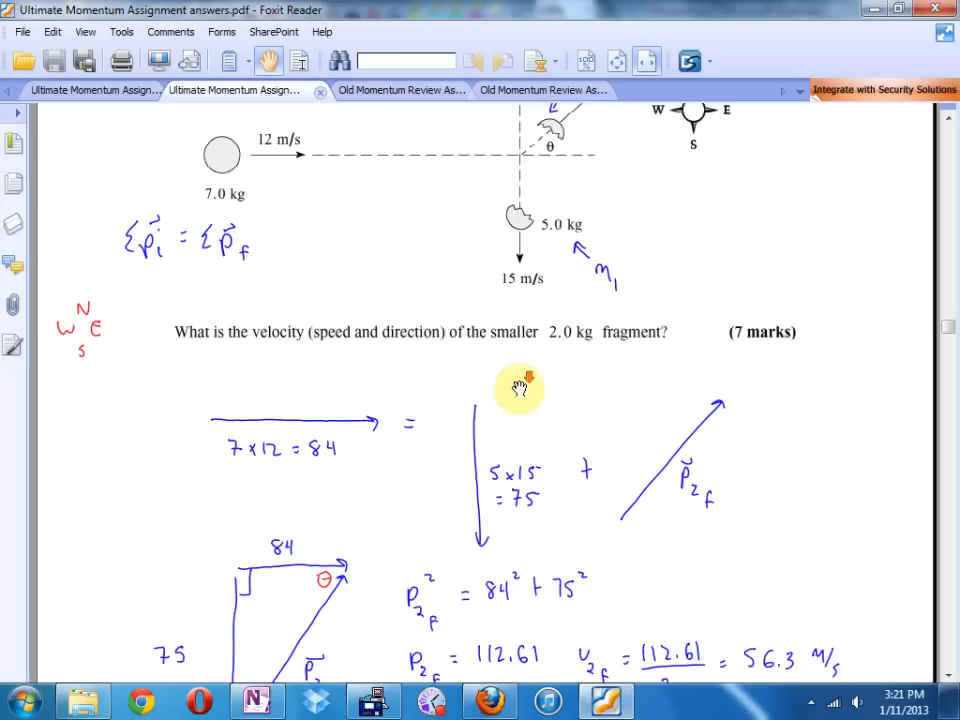 Ultimate Momentum Assignment answers.pdf - Foxit Reader
File Edit View Tools Comments Forms SharePoint Help
Ultimate Momentum Assignm... Ultimate Momentum Assignm... Old Momentum Review As... Old Momentum Review As... Integrate with Security Solutions
W E
S
12 m/s
θ
7.0 kg
5.0 kg
Σp⃗i = Σp⃗f
m1
15 m/s
N
W E
S
What is the velocity (speed and direction) of the smaller 2.0 kg fragment? (7 marks)
=
7 × 12 = 84
5 × 15
= 75
+
p⃗2f
84
θ
p2f² = 84² + 75²
75
p⃗2
p2f = 112.61
v2f = 112.61 = 56.3 m/s
3:21 PM
1/11/2013